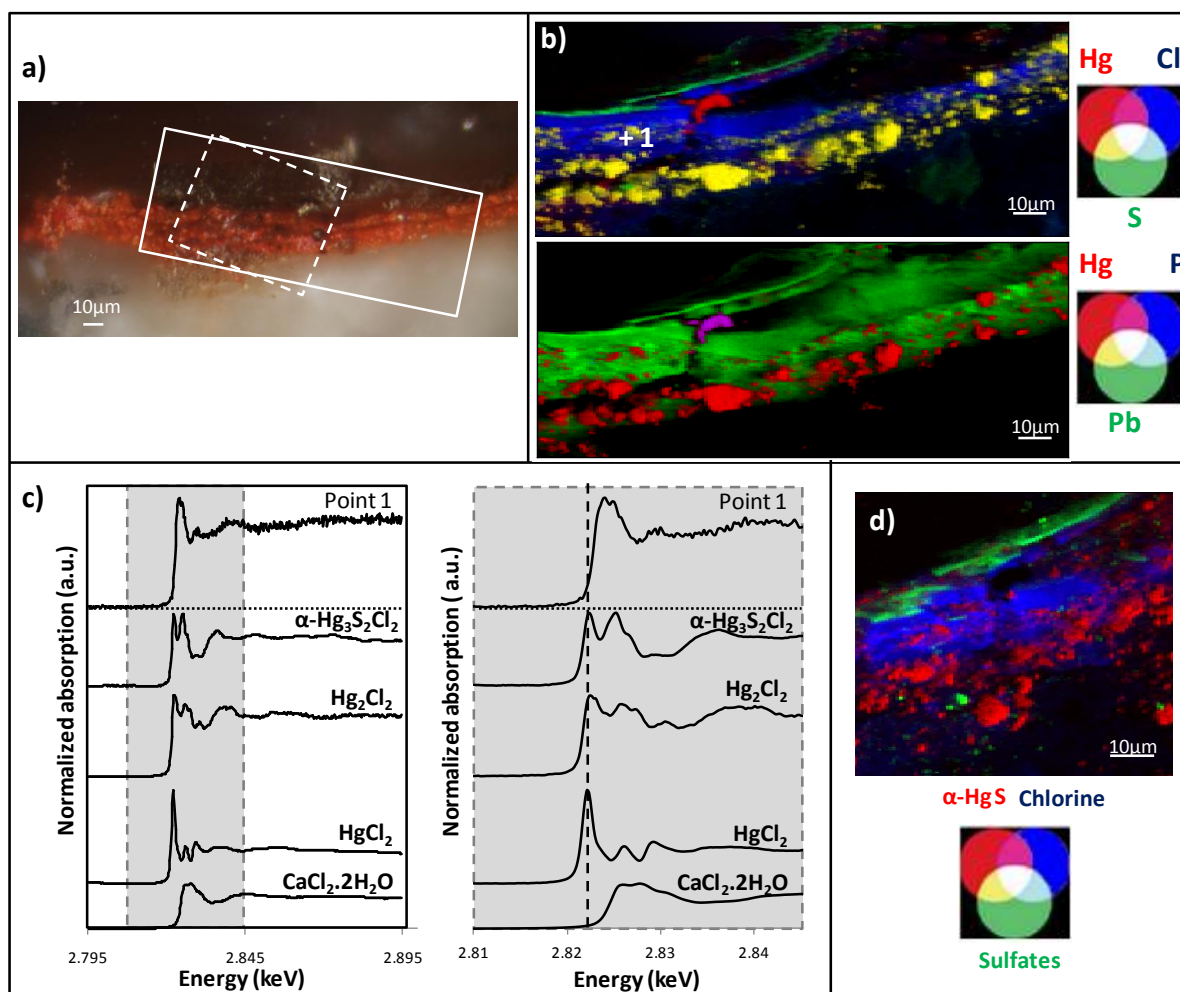 a)
10µm
b)
+ 1
10µm
Hg Cl
S
10µm
Hg P
Pb
c)
Normalized absorption (a.u.)
Point 1
α-Hg₃S₂Cl₂
Hg₂Cl₂
HgCl₂
CaCl₂.2H₂O
2.795 2.845 2.895
Energy (keV)
Normalized absorption (a.u.)
Point 1
α-Hg₃S₂Cl₂
Hg₂Cl₂
HgCl₂
CaCl₂.2H₂O
2.81 2.82 2.83 2.84
Energy (keV)
d)
10µm
α-HgS Chlorine
Sulfates